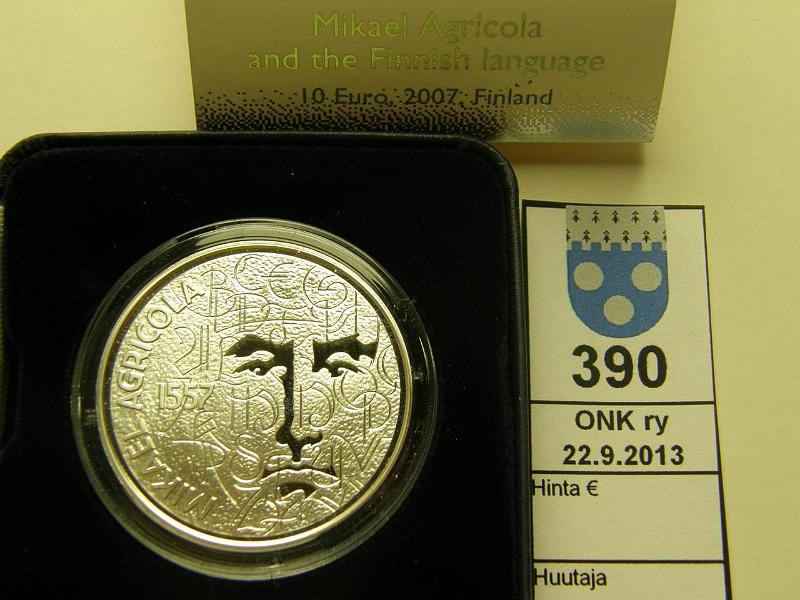 Mikael Agricola
and the Finnish language
10 Euro, 2007, Finland
MIKAEL AGRICOLA
1557
390
ONK ry
22.9.2013
Hinta €
Huutaja